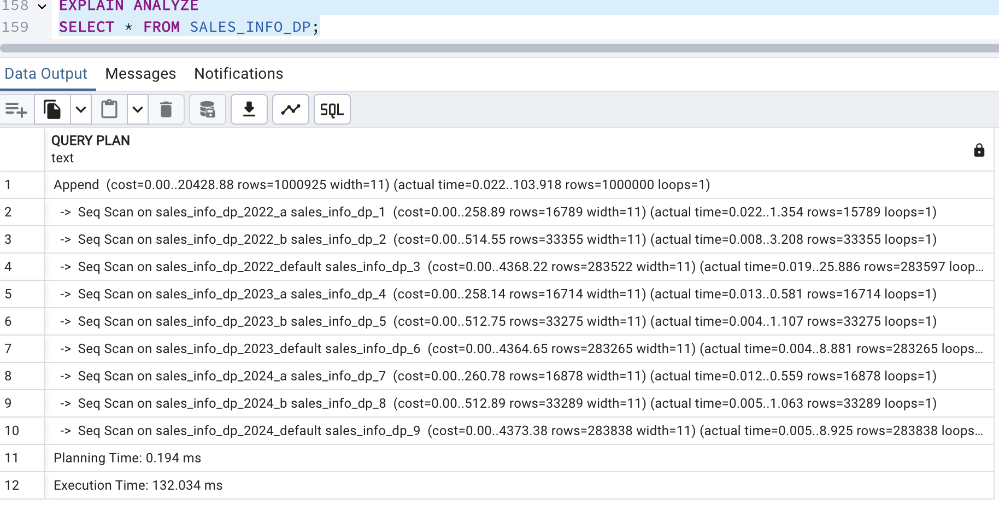 158 EXPLAIN ANALYZE
159 SELECT * FROM SALES_INFO_DP;
Data Output Messages Notifications
SQL
QUERY PLAN
text
1 Append (cost=0.00..20428.88 rows=1000925 width=11) (actual time=0.022..103.918 rows=1000000 loops=1)
2 -> Seq Scan on sales_info_dp_2022_a sales_info_dp_1 (cost=0.00..258.89 rows=16789 width=11) (actual time=0.022..1.354 rows=15789 loops=1)
3 -> Seq Scan on sales_info_dp_2022_b sales_info_dp_2 (cost=0.00..514.55 rows=33355 width=11) (actual time=0.008..3.208 rows=33355 loops=1)
4 -> Seq Scan on sales_info_dp_2022_default sales_info_dp_3 (cost=0.00..4368.22 rows=283522 width=11) (actual time=0.019..25.886 rows=283597 loop...
5 -> Seq Scan on sales_info_dp_2023_a sales_info_dp_4 (cost=0.00..258.14 rows=16714 width=11) (actual time=0.013..0.581 rows=16714 loops=1)
6 -> Seq Scan on sales_info_dp_2023_b sales_info_dp_5 (cost=0.00..512.75 rows=33275 width=11) (actual time=0.004..1.107 rows=33275 loops=1)
7 -> Seq Scan on sales_info_dp_2023_default sales_info_dp_6 (cost=0.00..4364.65 rows=283265 width=11) (actual time=0.004..8.881 rows=283265 loops...
8 -> Seq Scan on sales_info_dp_2024_a sales_info_dp_7 (cost=0.00..260.78 rows=16878 width=11) (actual time=0.012..0.559 rows=16878 loops=1)
9 -> Seq Scan on sales_info_dp_2024_b sales_info_dp_8 (cost=0.00..512.89 rows=33289 width=11) (actual time=0.005..1.063 rows=33289 loops=1)
10 -> Seq Scan on sales_info_dp_2024_default sales_info_dp_9 (cost=0.00..4373.38 rows=283838 width=11) (actual time=0.005..8.925 rows=283838 loops...
11 Planning Time: 0.194 ms
12 Execution Time: 132.034 ms